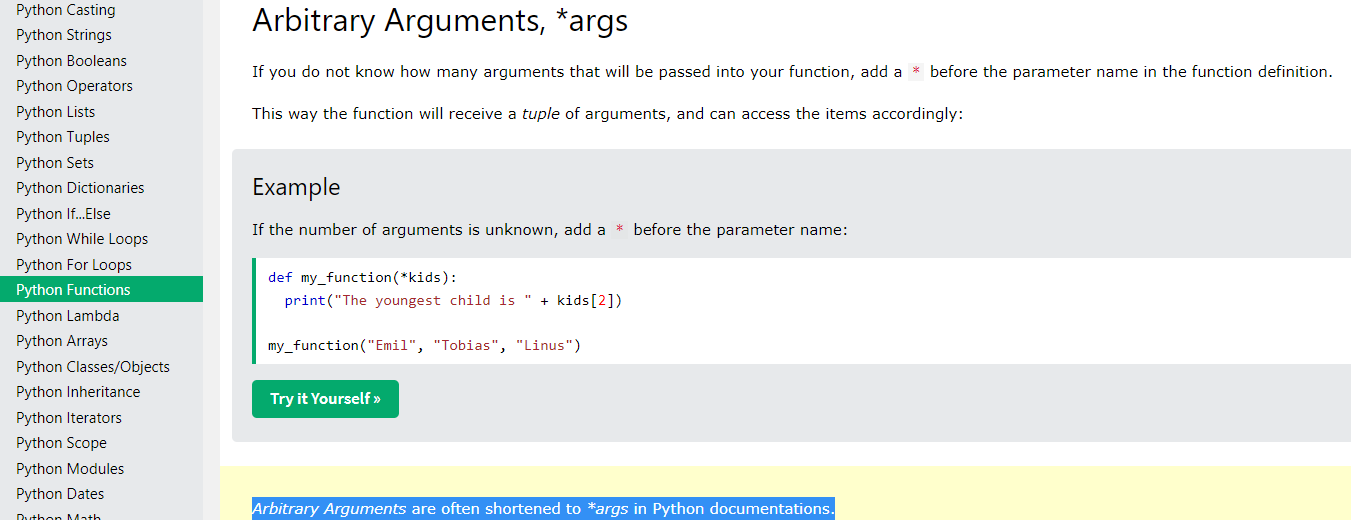 Python Casting
Python Strings
Python Booleans
Python Operators
Python Lists
Python Tuples
Python Sets
Python Dictionaries
Python If...Else
Python While Loops
Python For Loops
Python Functions
Python Lambda
Python Arrays
Python Classes/Objects
Python Inheritance
Python Iterators
Python Scope
Python Modules
Python Dates
Python Math
Arbitrary Arguments, *args
If you do not know how many arguments that will be passed into your function, add a * before the parameter name in the function definition.
This way the function will receive a tuple of arguments, and can access the items accordingly:
Example
If the number of arguments is unknown, add a * before the parameter name:
def my_function(*kids):
  print("The youngest child is " + kids[2])
my_function("Emil", "Tobias", "Linus")
Try it Yourself »
Arbitrary Arguments are often shortened to *args in Python documentations.